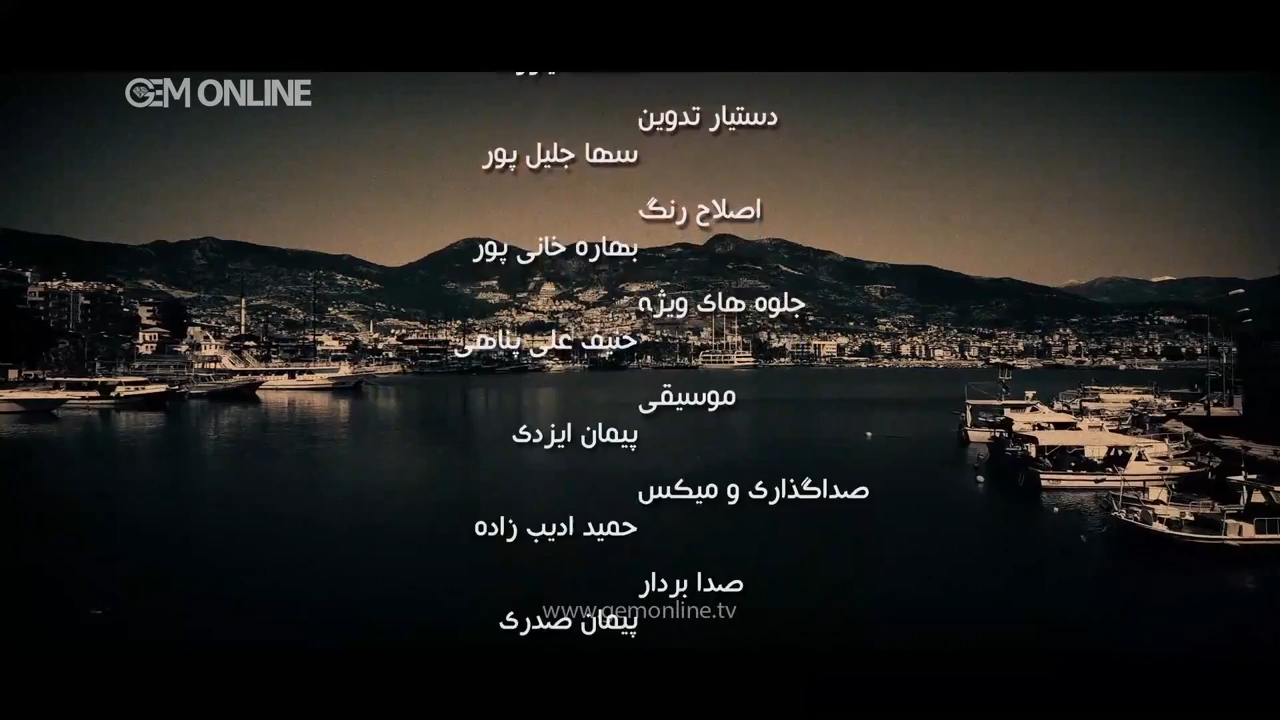 GEM ONLINE
دستیار تدوین
سها جلیل پور
اصلاح رنگ
بهاره خانی پور
جلوه های ویژه
حنیف علی پناهی
موسیقی
پیمان ایزدی
صداگذاری و میکس
حمید ادیب زاده
صدا بردار
www.gemonline.tv
پیمان صدری